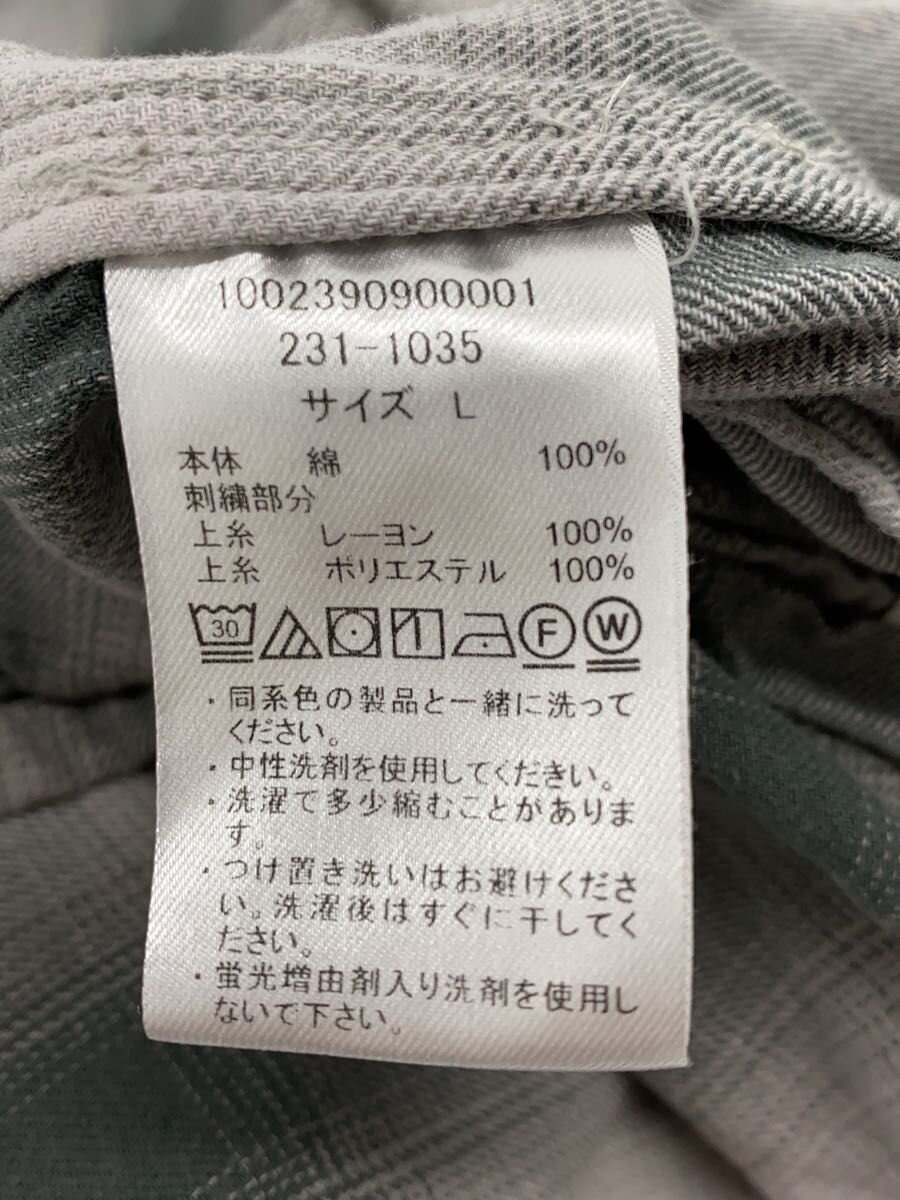 1002390900001
231-1035
サイズ L
本体 綿 100%
刺繍部分
上糸 レーヨン 100%
上糸 ポリエステル 100%
30 F W
・同系色の製品と一緒に洗って
ください。
・中性洗剤を使用してください。
・洗濯で多少縮むことがありま
す。
・つけ置き洗いはお避けくださ
い。洗濯後はすぐに干してく
ださい。
・蛍光増由剤入り洗剤を使用し
ないで下さい。